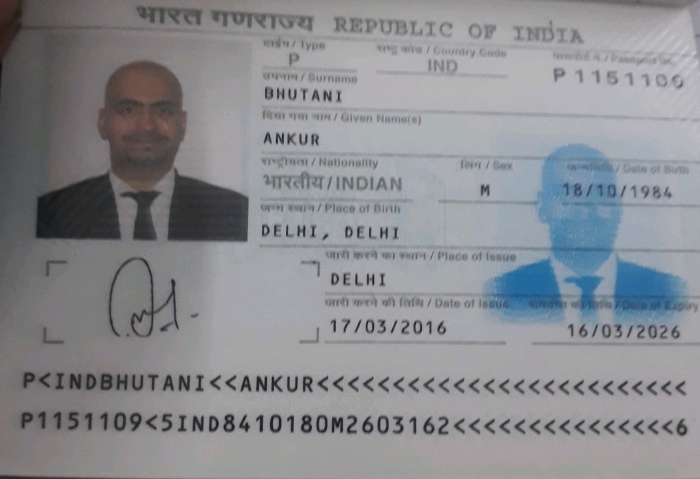 भारत गणराज्य REPUBLIC OF INDIA
टाईप / Type
राष्ट्र कोड / Country Code
पासपोर्ट नं. / Passport No.
P
IND
P1151109
उपनाम / Surname
BHUTANI
दिया गया नाम / Given Name(s)
ANKUR
राष्ट्रीयता / Nationality
लिंग / Sex
जन्मतिथि / Date of Birth
भारतीय / INDIAN
M
18/10/1984
जन्म स्थान / Place of Birth
DELHI, DELHI
जारी करने का स्थान / Place of Issue
DELHI
जारी करने की तिथि / Date of Issue
समाप्ति की तिथि / Date of Expiry
17/03/2016
16/03/2026
P<INDBHUTANI<<ANKUR<<<<<<<<<<<<<<<<<<<<<<<<<
P1151109<5IND8410180M2603162<<<<<<<<<<<<<<<6